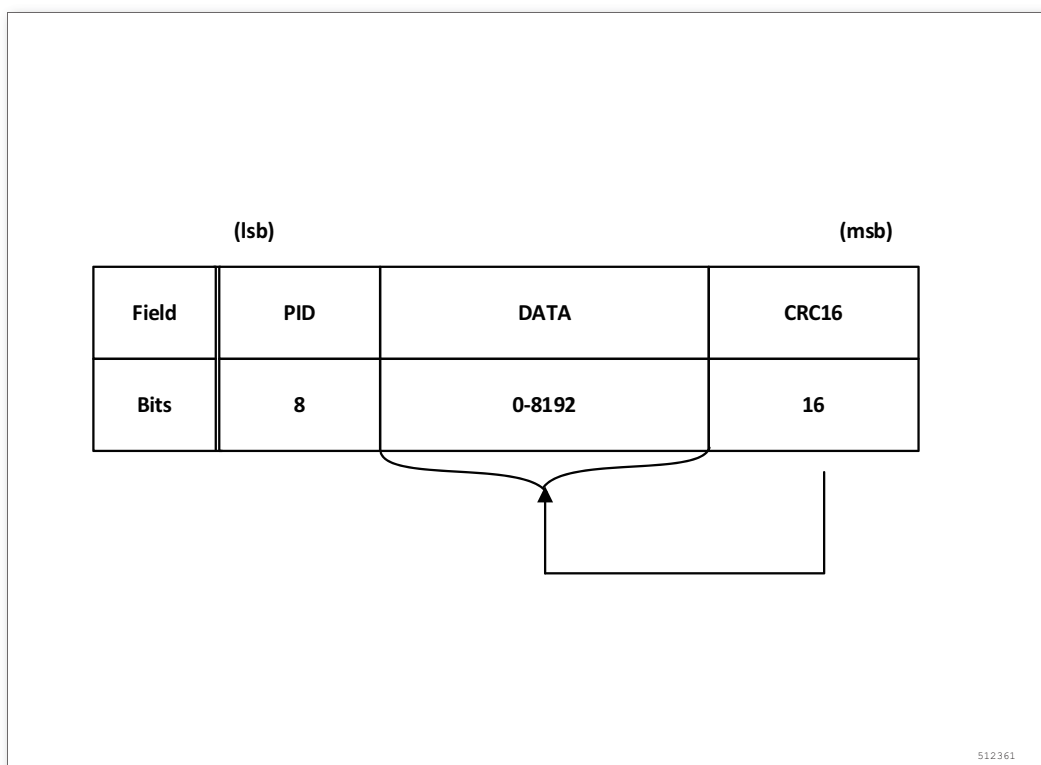 (lsb) (msb)
Field PID DATA CRC16
Bits 8 0-8192 16
512361